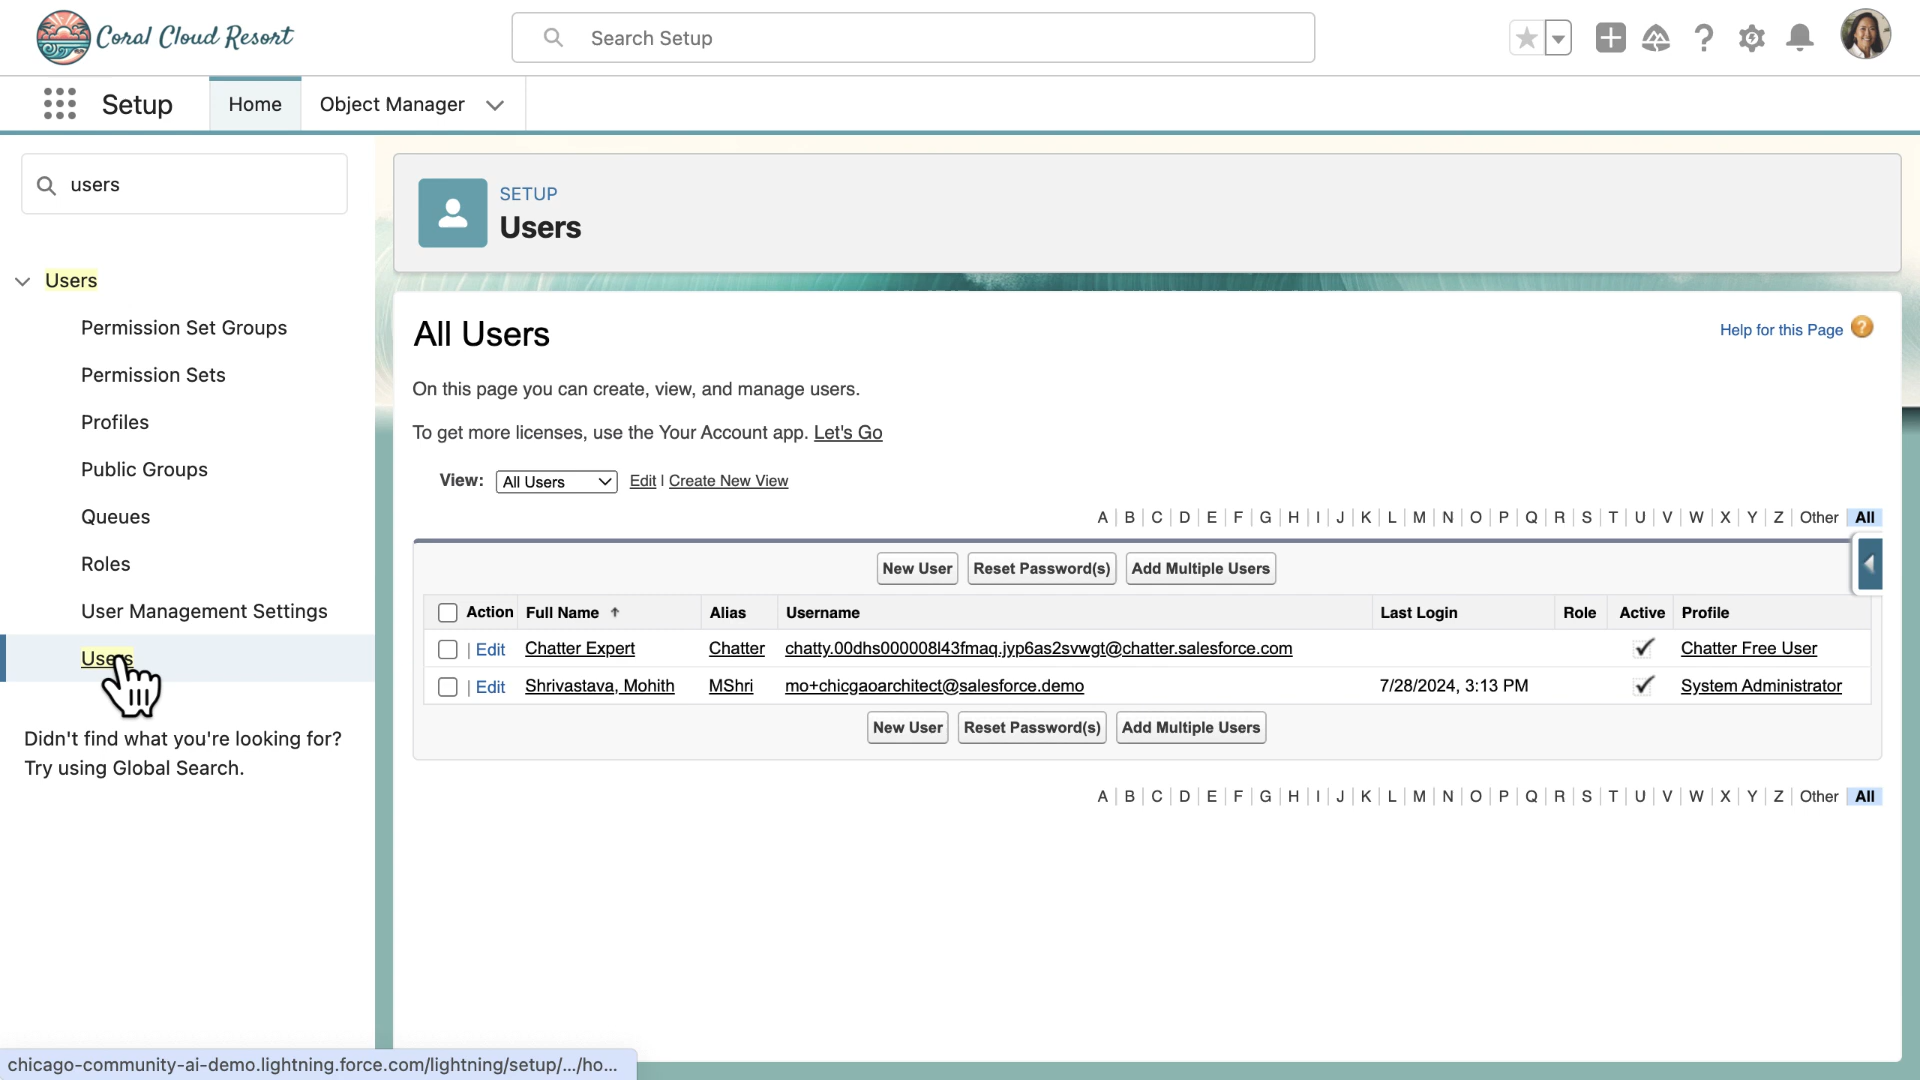 Coral Cloud Resort
Search Setup
Setup
Home
Object Manager
users
Users
Permission Set Groups
Permission Sets
Profiles
Public Groups
Queues
Roles
User Management Settings
Users
Didn't find what you're looking for?
Try using Global Search.
SETUP
Users
All Users
Help for this Page ?
On this page you can create, view, and manage users.
To get more licenses, use the Your Account app. Let's Go
View: All Users Edit | Create New View
A | B | C | D | E | F | G | H | I | J | K | L | M | N | O | P | Q | R | S | T | U | V | W | X | Y | Z | Other All
New User Reset Password(s) Add Multiple Users
Action Full Name ↑ Alias Username Last Login Role Active Profile
| Edit Chatter Expert Chatter chatty.00dhs000008l43fmaq.jyp6as2svwgt@chatter.salesforce.com ✓ Chatter Free User
| Edit Shrivastava, Mohith MShri mo+chicgaoarchitect@salesforce.demo 7/28/2024, 3:13 PM ✓ System Administrator
New User Reset Password(s) Add Multiple Users
A | B | C | D | E | F | G | H | I | J | K | L | M | N | O | P | Q | R | S | T | U | V | W | X | Y | Z | Other All
chicago-community-ai-demo.lightning.force.com/lightning/setup/.../ho...